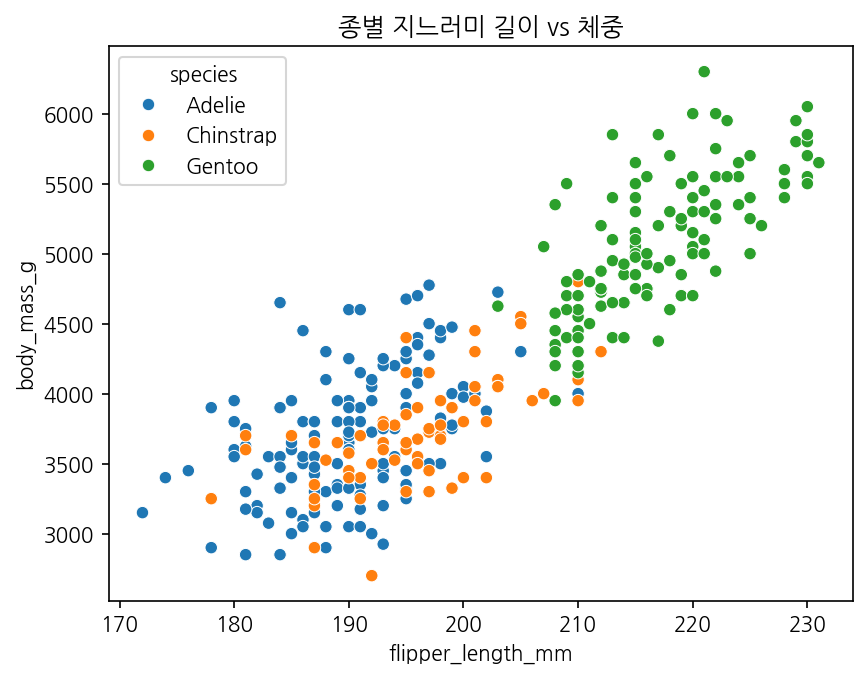 종별 지느러미 길이 vs 체중
species
Adelie
Chinstrap
Gentoo
6000
5500
5000
4500
4000
3500
3000
body_mass_g
170 180 190 200 210 220 230
flipper_length_mm